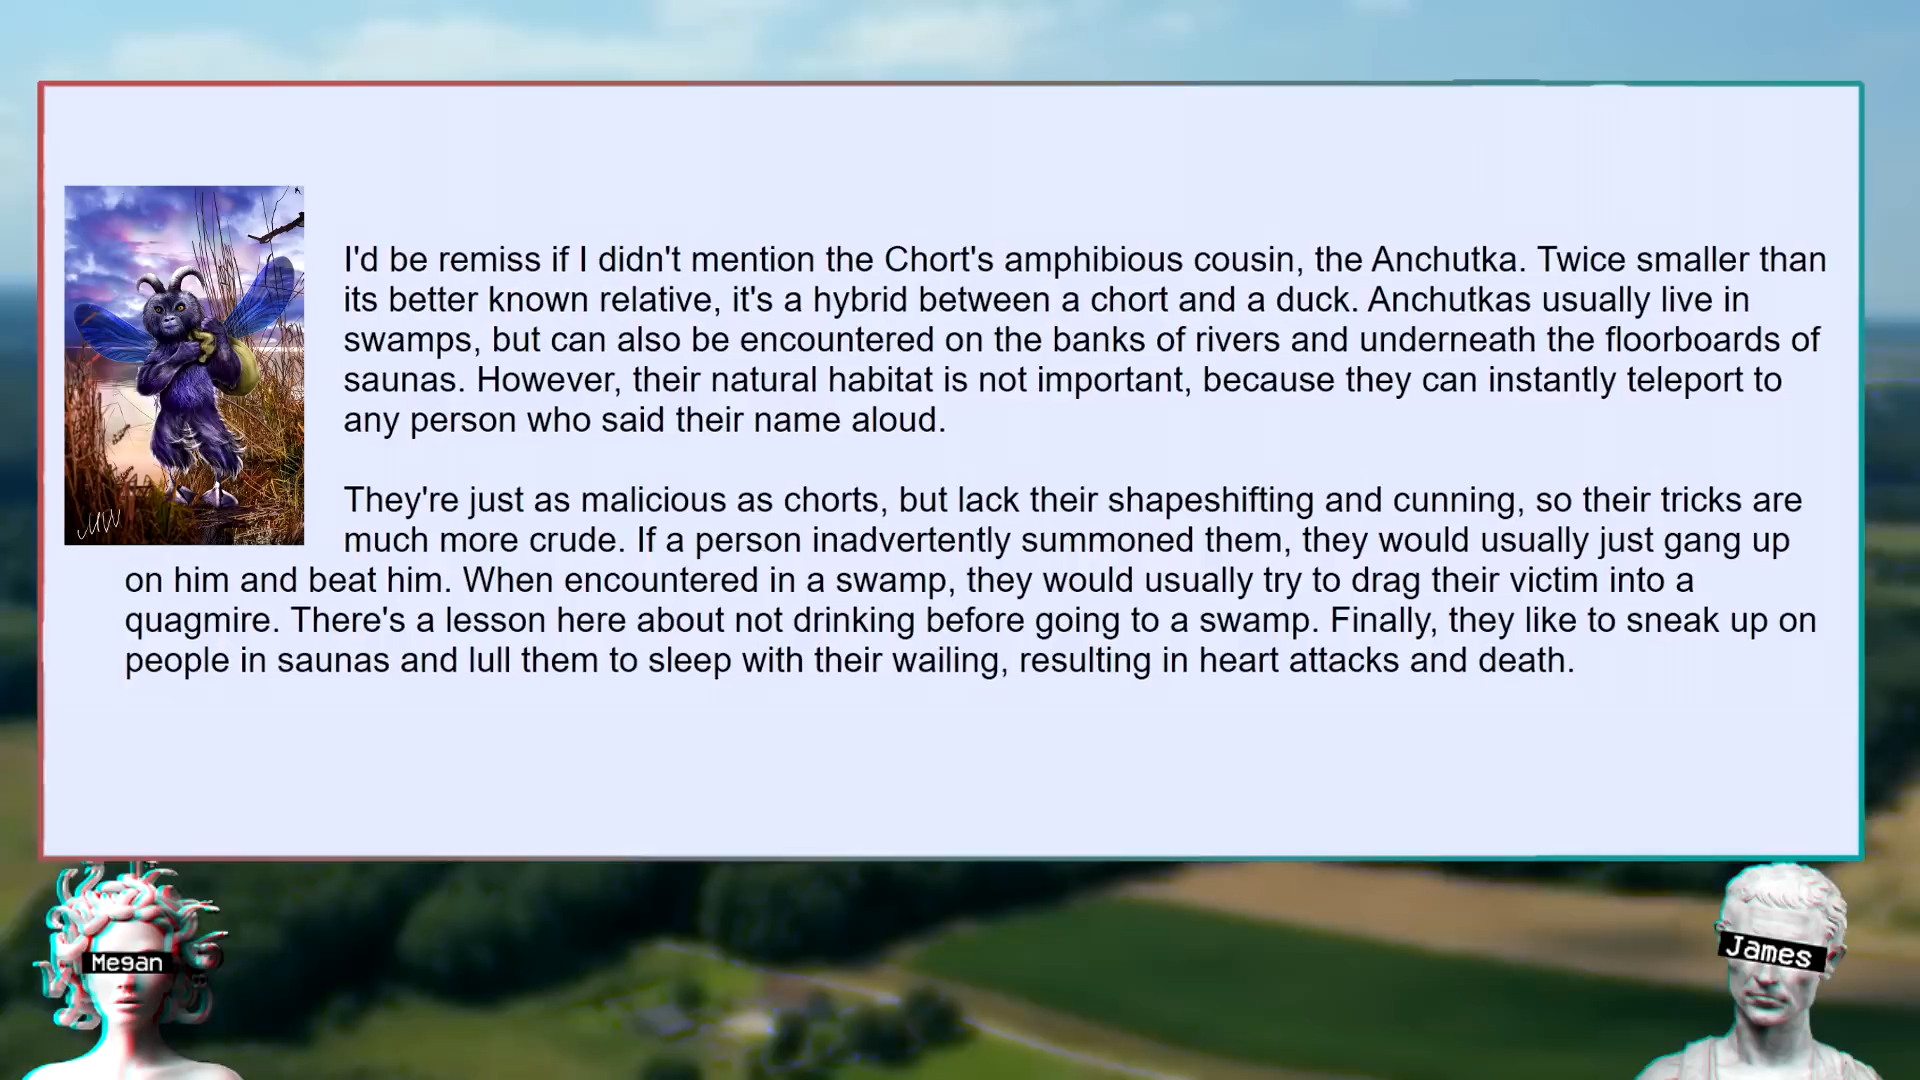 I'd be remiss if I didn't mention the Chort's amphibious cousin, the Anchutka. Twice smaller than
its better known relative, it's a hybrid between a chort and a duck. Anchutkas usually live in
swamps, but can also be encountered on the banks of rivers and underneath the floorboards of
saunas. However, their natural habitat is not important, because they can instantly teleport to
any person who said their name aloud.
They're just as malicious as chorts, but lack their shapeshifting and cunning, so their tricks are
much more crude. If a person inadvertently summoned them, they would usually just gang up
on him and beat him. When encountered in a swamp, they would usually try to drag their victim into a
quagmire. There's a lesson here about not drinking before going to a swamp. Finally, they like to sneak up on
people in saunas and lull them to sleep with their wailing, resulting in heart attacks and death.
Megan
James